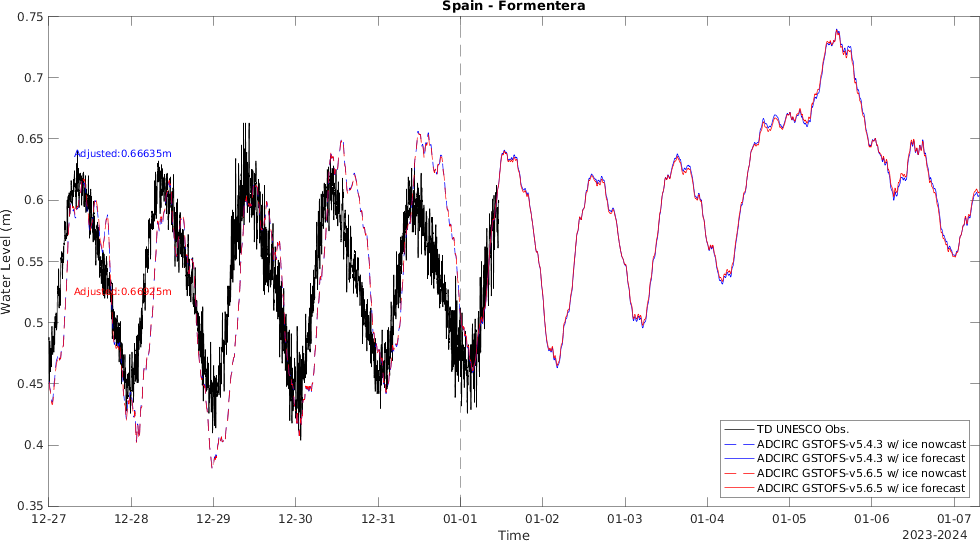 Spain - Formentera
0.75
0.7
0.65
0.6
0.55
0.5
0.45
0.4
0.35
Water Level (m)
Adjusted:0.66635m
Adjusted:0.66925m
TD UNESCO Obs.
ADCIRC GSTOFS-v5.4.3 w/ ice nowcast
ADCIRC GSTOFS-v5.4.3 w/ ice forecast
ADCIRC GSTOFS-v5.6.5 w/ ice nowcast
ADCIRC GSTOFS-v5.6.5 w/ ice forecast
12-27 12-28 12-29 12-30 12-31 01-01 01-02 01-03 01-04 01-05 01-06 01-07
Time
2023-2024